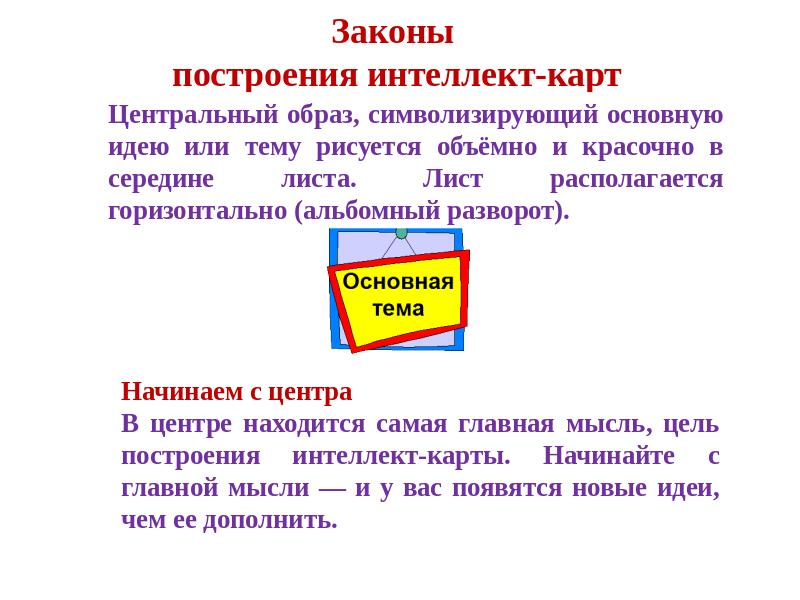 Законы
построения интеллект-карт
Центральный образ, символизирующий основную
идею или тему рисуется объёмно и красочно в
середине листа. Лист располагается
горизонтально (альбомный разворот).
Основная
тема
Начинаем с центра
В центре находится самая главная мысль, цель
построения интеллект-карты. Начинайте с
главной мысли — и у вас появятся новые идеи,
чем ее дополнить.